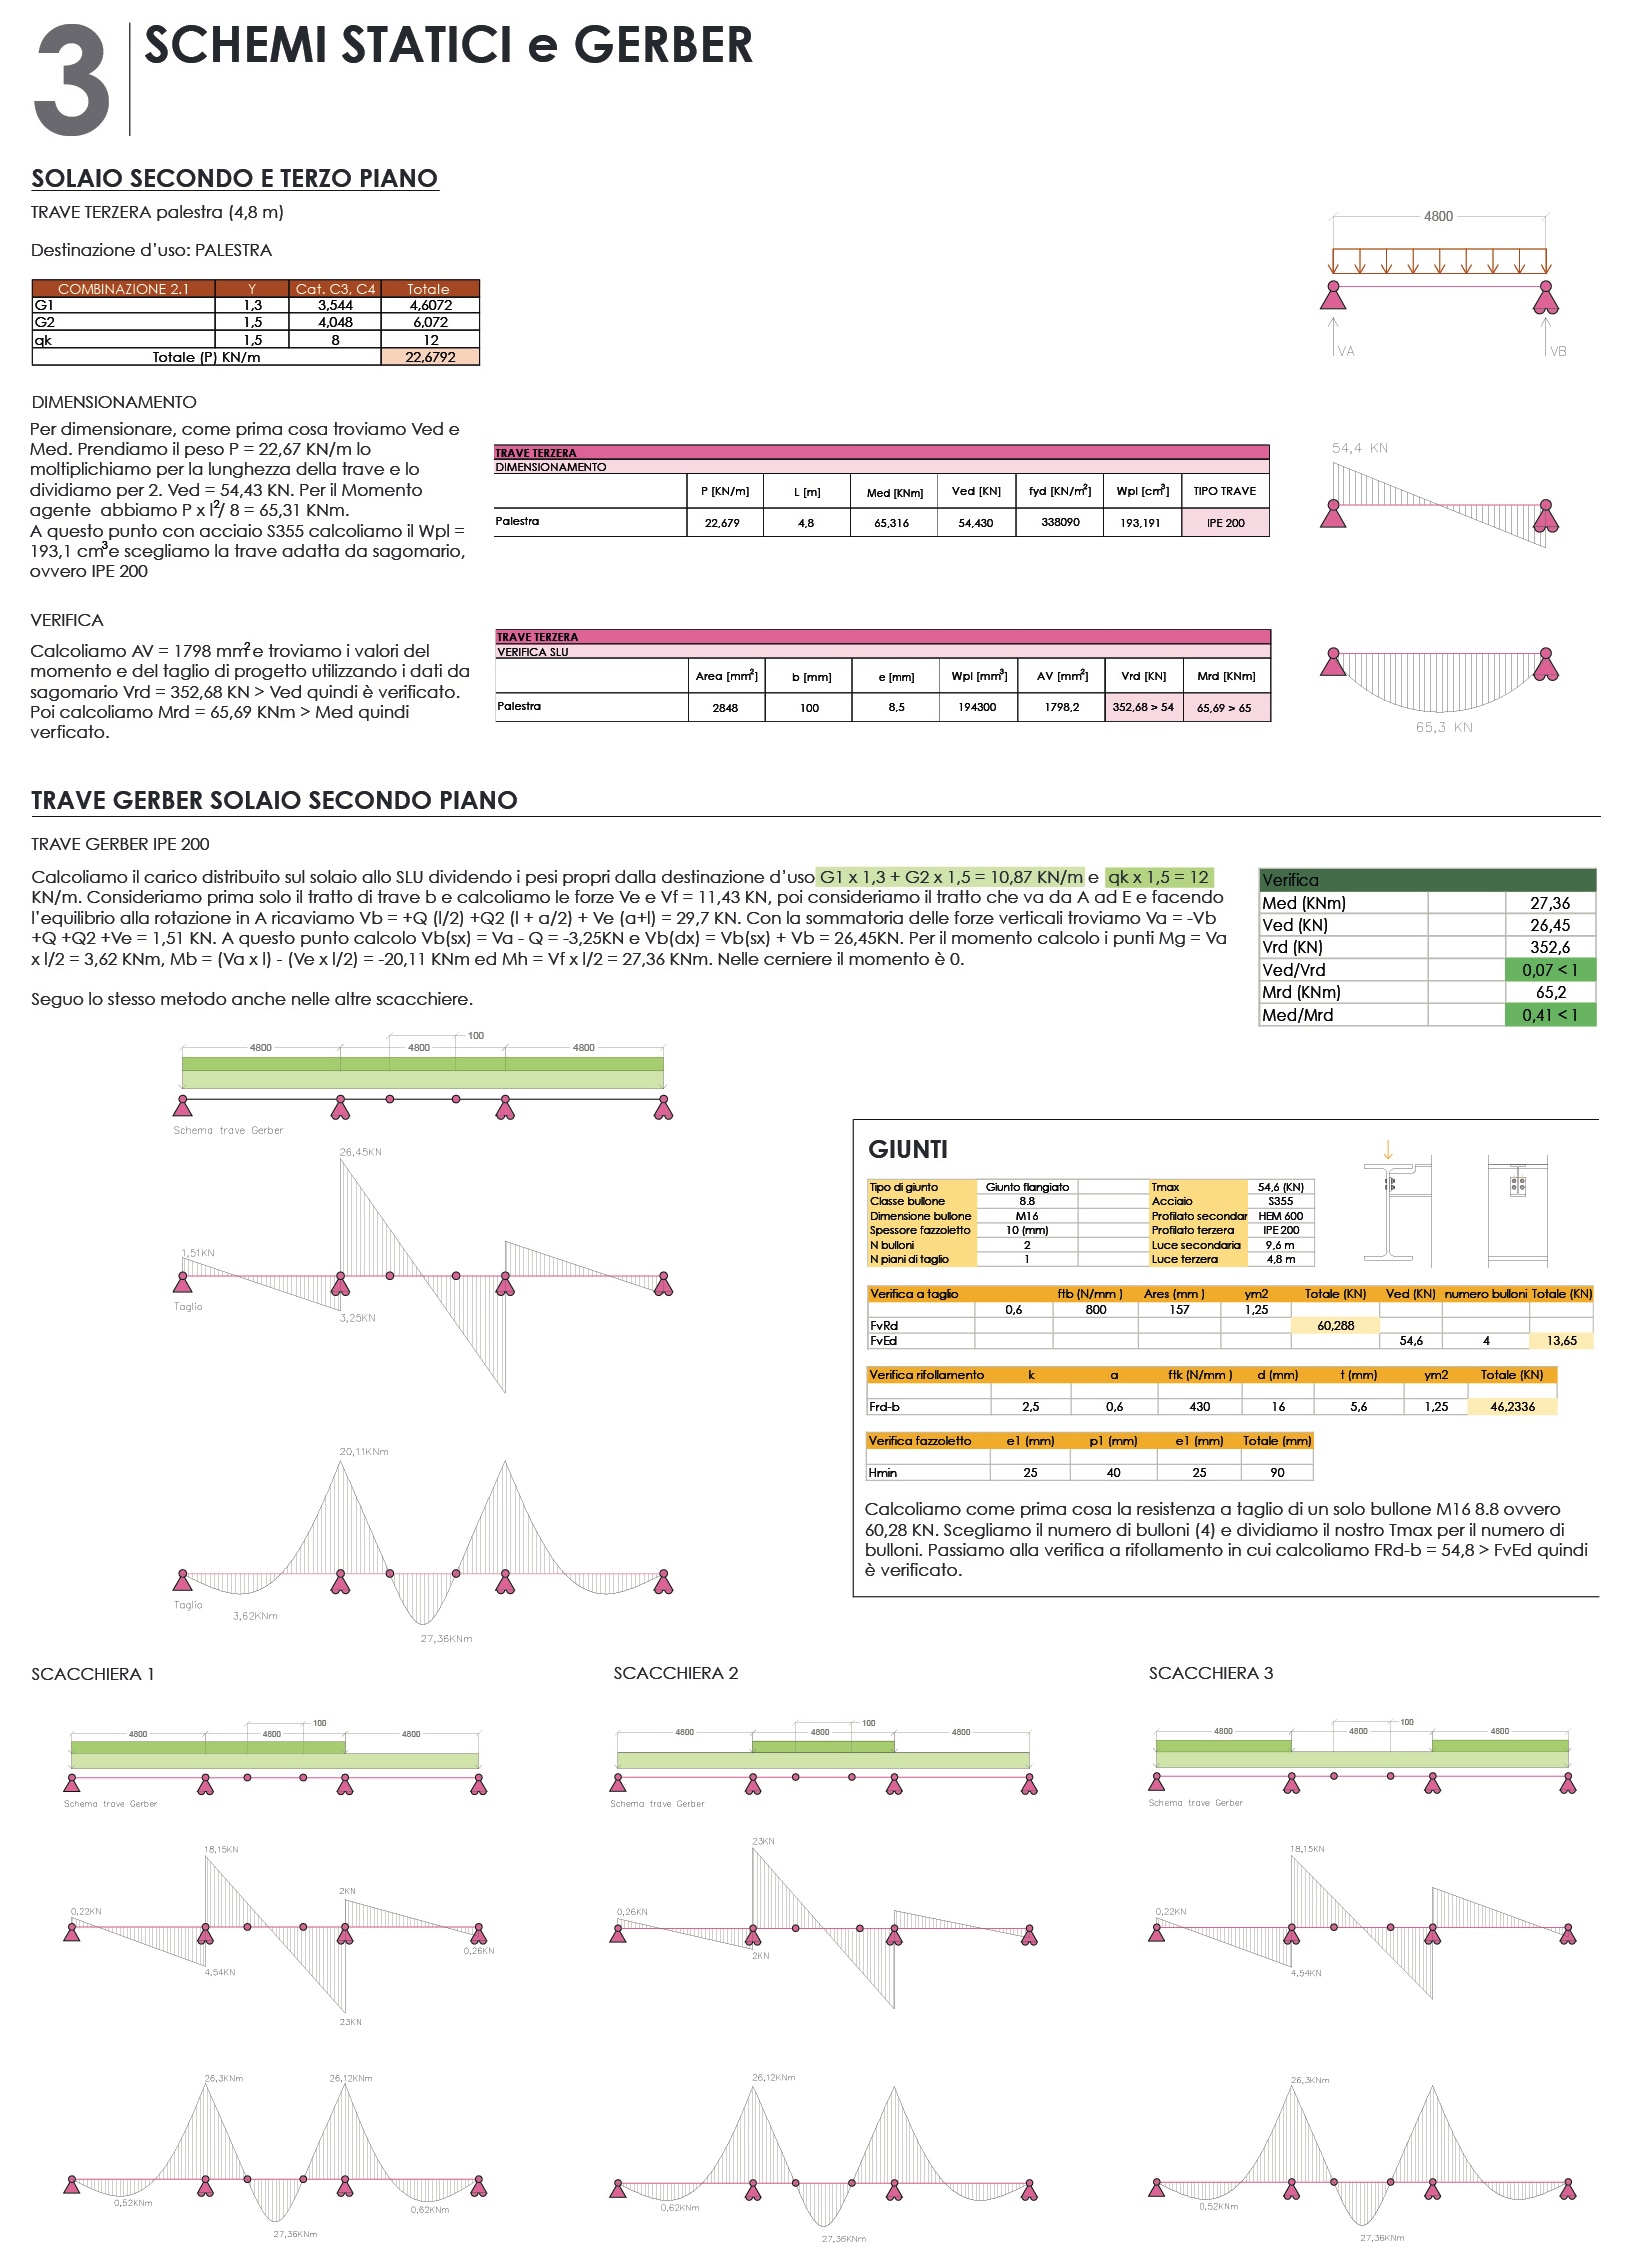 3
SCHEMI STATICI e GERBER
SOLAIO SECONDO E TERZO PIANO
TRAVE TERZERA palestra (4,8 m)
Destinazione d'uso: PALESTRA
COMBINAZIONE 2.1 Y Cat. C3, C4 Totale
G1 1,3 3,544 4,6072
G2 1,5 4,048 6,072
qk 1,5 8 12
Totale (P) KN/m 22,6792
4800
VA VB
DIMENSIONAMENTO
Per dimensionare, come prima cosa troviamo Ved e
Med. Prendiamo il peso P = 22,67 KN/m lo
moltiplichiamo per la lunghezza della trave e lo
dividiamo per 2. Ved = 54,43 KN. Per il Momento
agente abbiamo P x l²/ 8 = 65,31 KNm.
A questo punto con acciaio S355 calcoliamo il Wpl =
193,1 cm³e scegliamo la trave adatta da sagomario,
ovvero IPE 200
TRAVE TERZERA
DIMENSIONAMENTO
P [KN/m] L [m] Med [KNm] Ved [KN] fyd [KN/m²] Wpl [cm³] TIPO TRAVE
Palestra 22,679 4,8 65,316 54,430 338090 193,191 IPE 200
54,4 KN
VERIFICA
Calcoliamo AV = 1798 mm²e troviamo i valori del
momento e del taglio di progetto utilizzando i dati da
sagomario Vrd = 352,68 KN > Ved quindi è verificato.
Poi calcoliamo Mrd = 65,69 KNm > Med quindi
verficato.
TRAVE TERZERA
VERIFICA SLU
Area [mm²] b [mm] e [mm] Wpl [mm³] AV [mm²] Vrd [KN] Mrd [KNm]
Palestra 2848 100 8,5 194300 1798,2 352,68 > 54 65,69 > 65
65,3 KN
TRAVE GERBER SOLAIO SECONDO PIANO
TRAVE GERBER IPE 200
Calcoliamo il carico distribuito sul solaio allo SLU dividendo i pesi propri dalla destinazione d'uso G1 x 1,3 + G2 x 1,5 = 10,87 KN/m e qk x 1,5 = 12
KN/m. Consideriamo prima solo il tratto di trave b e calcoliamo le forze Ve e Vf = 11,43 KN, poi consideriamo il tratto che va da A ad E e facendo
l'equilibrio alla rotazione in A ricaviamo Vb = +Q (l/2) +Q2 (l + a/2) + Ve (a+l) = 29,7 KN. Con la sommatoria delle forze verticali troviamo Va = -Vb
+Q +Q2 +Ve = 1,51 KN. A questo punto calcolo Vb(sx) = Va - Q = -3,25KN e Vb(dx) = Vb(sx) + Vb = 26,45KN. Per il momento calcolo i punti Mg = Va
x l/2 = 3,62 KNm, Mb = (Va x l) - (Ve x l/2) = -20,11 KNm ed Mh = Vf x l/2 = 27,36 KNm. Nelle cerniere il momento è 0.
Seguo lo stesso metodo anche nelle altre scacchiere.
Verifica
Med (KNm) 27,36
Ved (KN) 26,45
Vrd (KN) 352,6
Ved/Vrd 0,07 < 1
Mrd (KNm) 65,2
Med/Mrd 0,41 < 1
100
4800 4800 4800
Schema trave Gerber
26,45KN
1,51KN
Taglio
3,25KN
20,11KNm
Taglio
3,62KNm
27,36KNm
GIUNTI
Tipo di giunto Giunto flangiato Tmax 54,6 (KN)
Classe bullone 8.8 Acciaio S355
Dimensione bullone M16 Profilato secondar HEM 600
Spessore fazzoletto 10 (mm) Profilato terzera IPE 200
N bulloni 2 Luce secondaria 9,6 m
N piani di taglio 1 Luce terzera 4,8 m
Verifica a taglio ftb (N/mm ) Ares (mm ) ym2 Totale (KN) Ved (KN) numero bulloni Totale (KN)
0,6 800 157 1,25
FvRd 60,288
FvEd 54,6 4 13,65
Verifica rifollamento k a ftk (N/mm ) d (mm) t (mm) ym2 Totale (KN)
Frd-b 2,5 0,6 430 16 5,6 1,25 46,2336
Verifica fazzoletto e1 (mm) p1 (mm) e1 (mm) Totale (mm)
Hmin 25 40 25 90
Calcoliamo come prima cosa la resistenza a taglio di un solo bullone M16 8.8 ovvero
60,28 KN. Scegliamo il numero di bulloni (4) e dividiamo il nostro Tmax per il numero di
bulloni. Passiamo alla verifica a rifollamento in cui calcoliamo FRd-b = 54,8 > FvEd quindi
è verificato.
SCACCHIERA 1
100
4800 4800 4800
Schema trave Gerber
18,15KN
2KN
0,22KN
0,26KN
4,54KN
23KN
26,3KNm 26,12KNm
0,52KNm 0,62KNm
27,36KNm
SCACCHIERA 2
100
4800 4800 4800
Schema trave Gerber
23KN
0,26KN
2KN
26,12KNm
0,62KNm
27,36KNm
SCACCHIERA 3
100
4800 4800 4800
Schema trave Gerber
18,15KN
0,22KN
4,54KN
26,3KNm
0,52KNm
27,36KNm